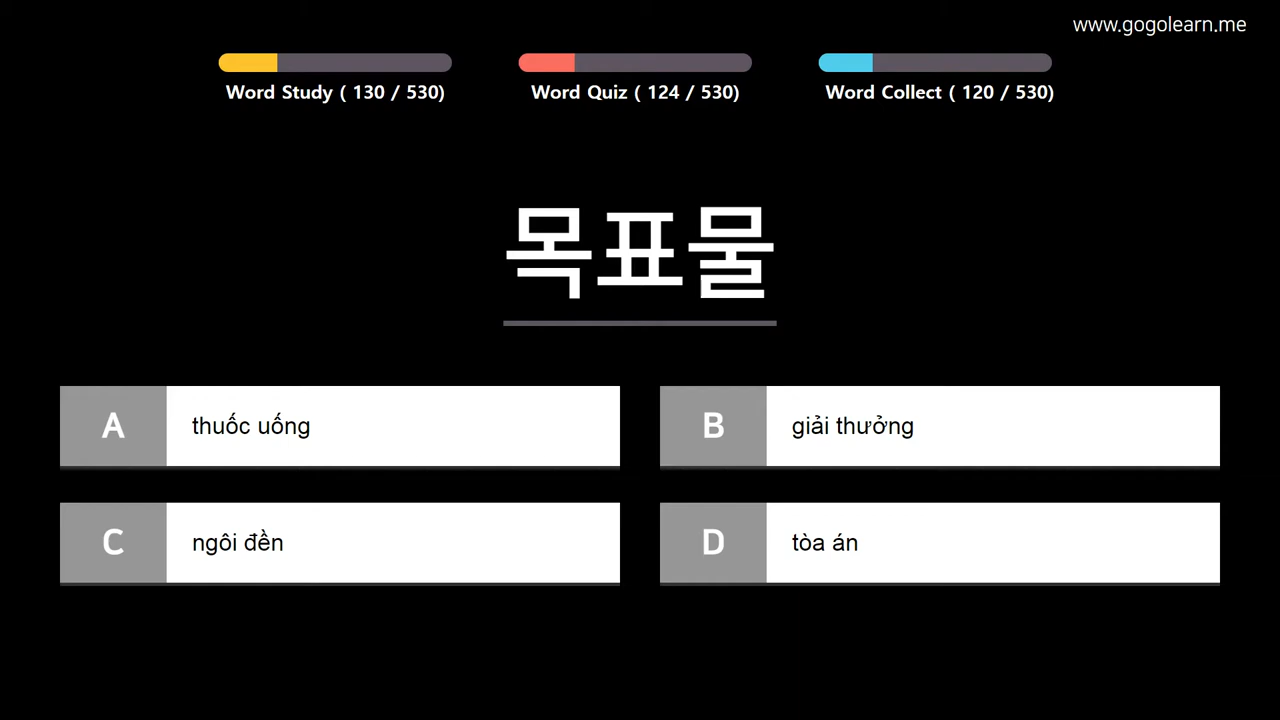 www.gogolearn.me
Word Study ( 130 / 530)
Word Quiz ( 124 / 530)
Word Collect ( 120 / 530)
목표물
A
thuốc uống
B
giải thưởng
C
ngôi đền
D
tòa án